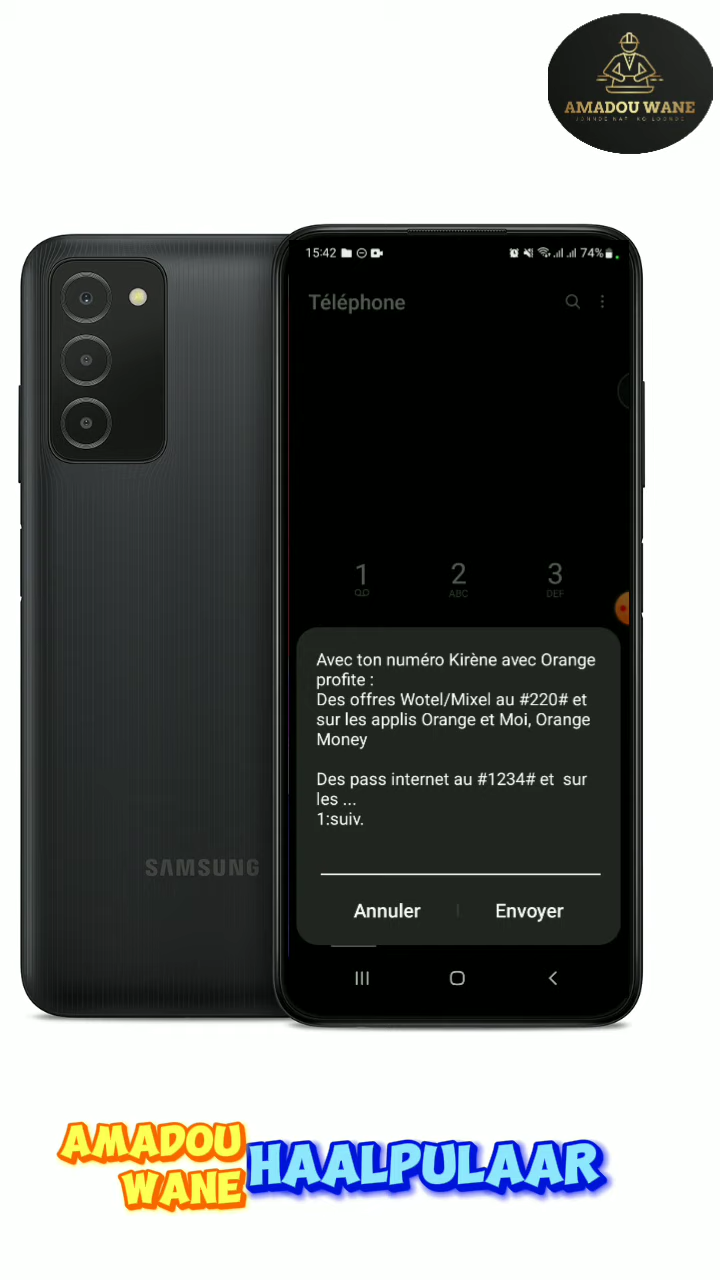 AMADOU WANE
15:42
74%
Téléphone
1
2
ABC
3
DEF
Avec ton numéro Kirène avec Orange
profite :
Des offres Wotel/Mixel au #220# et
sur les applis Orange et Moi, Orange
Money
Des pass internet au #1234# et sur
les ...
1:suiv.
Annuler
Envoyer
SAMSUNG
AMADOU
WANE
HAALPULAAR